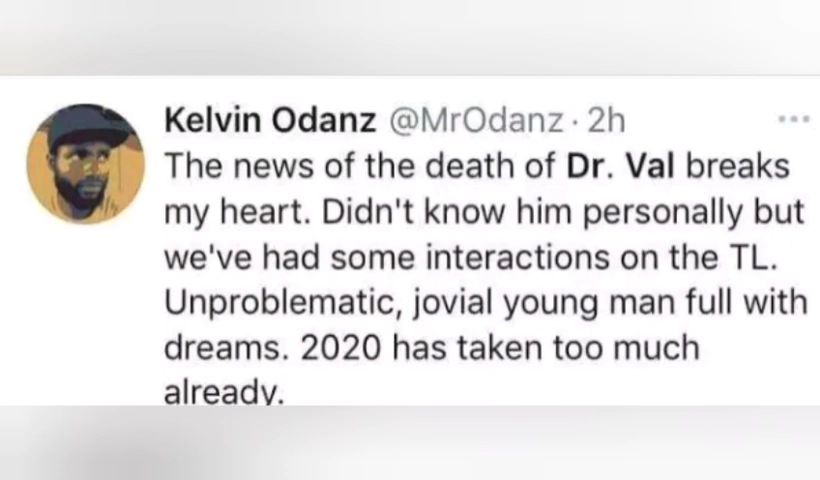 Kelvin Odanz @MrOdanz · 2h
The news of the death of Dr. Val breaks
my heart. Didn't know him personally but
we've had some interactions on the TL.
Unproblematic, jovial young man full with
dreams. 2020 has taken too much
already.